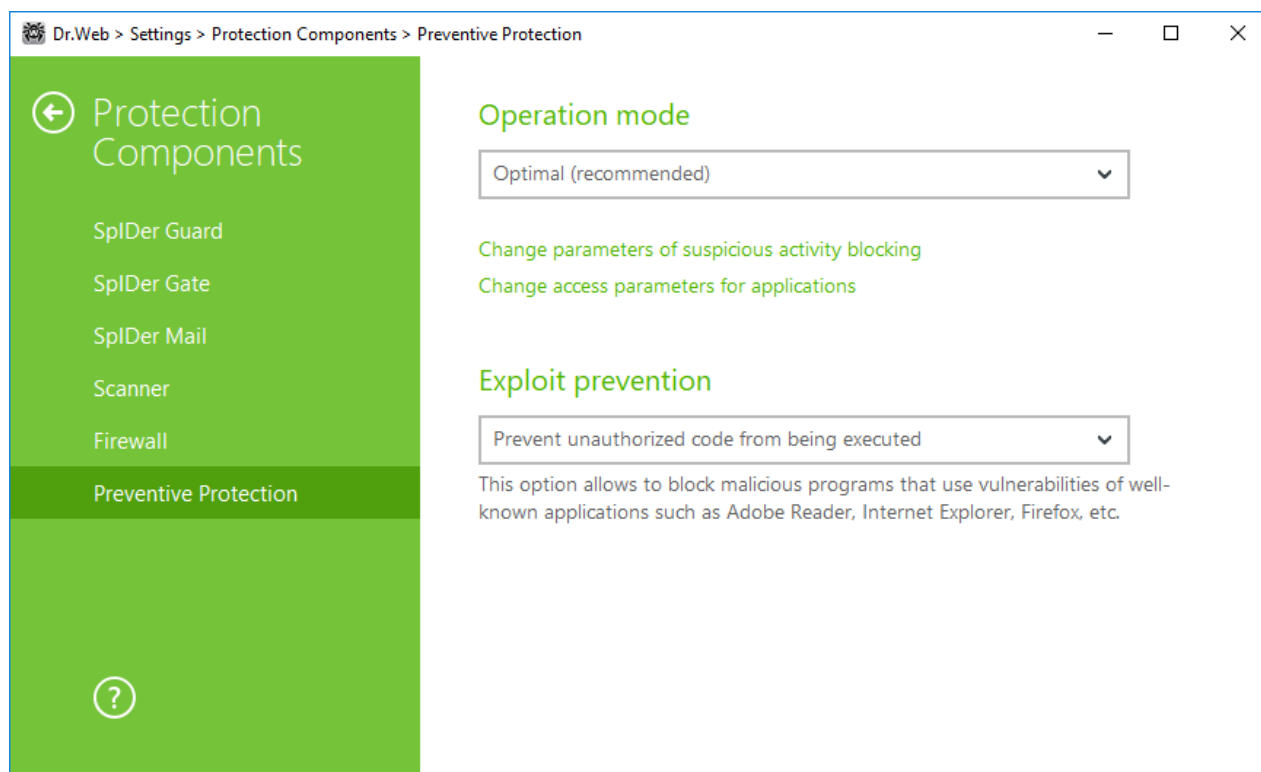 Dr.Web > Settings > Protection Components > Preventive Protection
Protection
Components
SpIDer Guard
SpIDer Gate
SpIDer Mail
Scanner
Firewall
Preventive Protection
?
Operation mode
Optimal (recommended)
Change parameters of suspicious activity blocking
Change access parameters for applications
Exploit prevention
Prevent unauthorized code from being executed
This option allows to block malicious programs that use vulnerabilities of well-
known applications such as Adobe Reader, Internet Explorer, Firefox, etc.